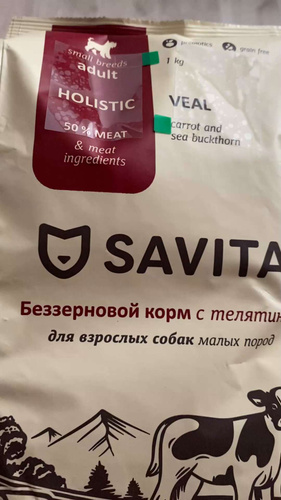 small breeds
adult
HOLISTIC
50 % MEAT
& meat
ingredients
probiotics
grain free
1 kg
VEAL
carrot and
sea buckthorn
SAVITA
Беззерновой корм с телятин
для взрослых собак малых пород